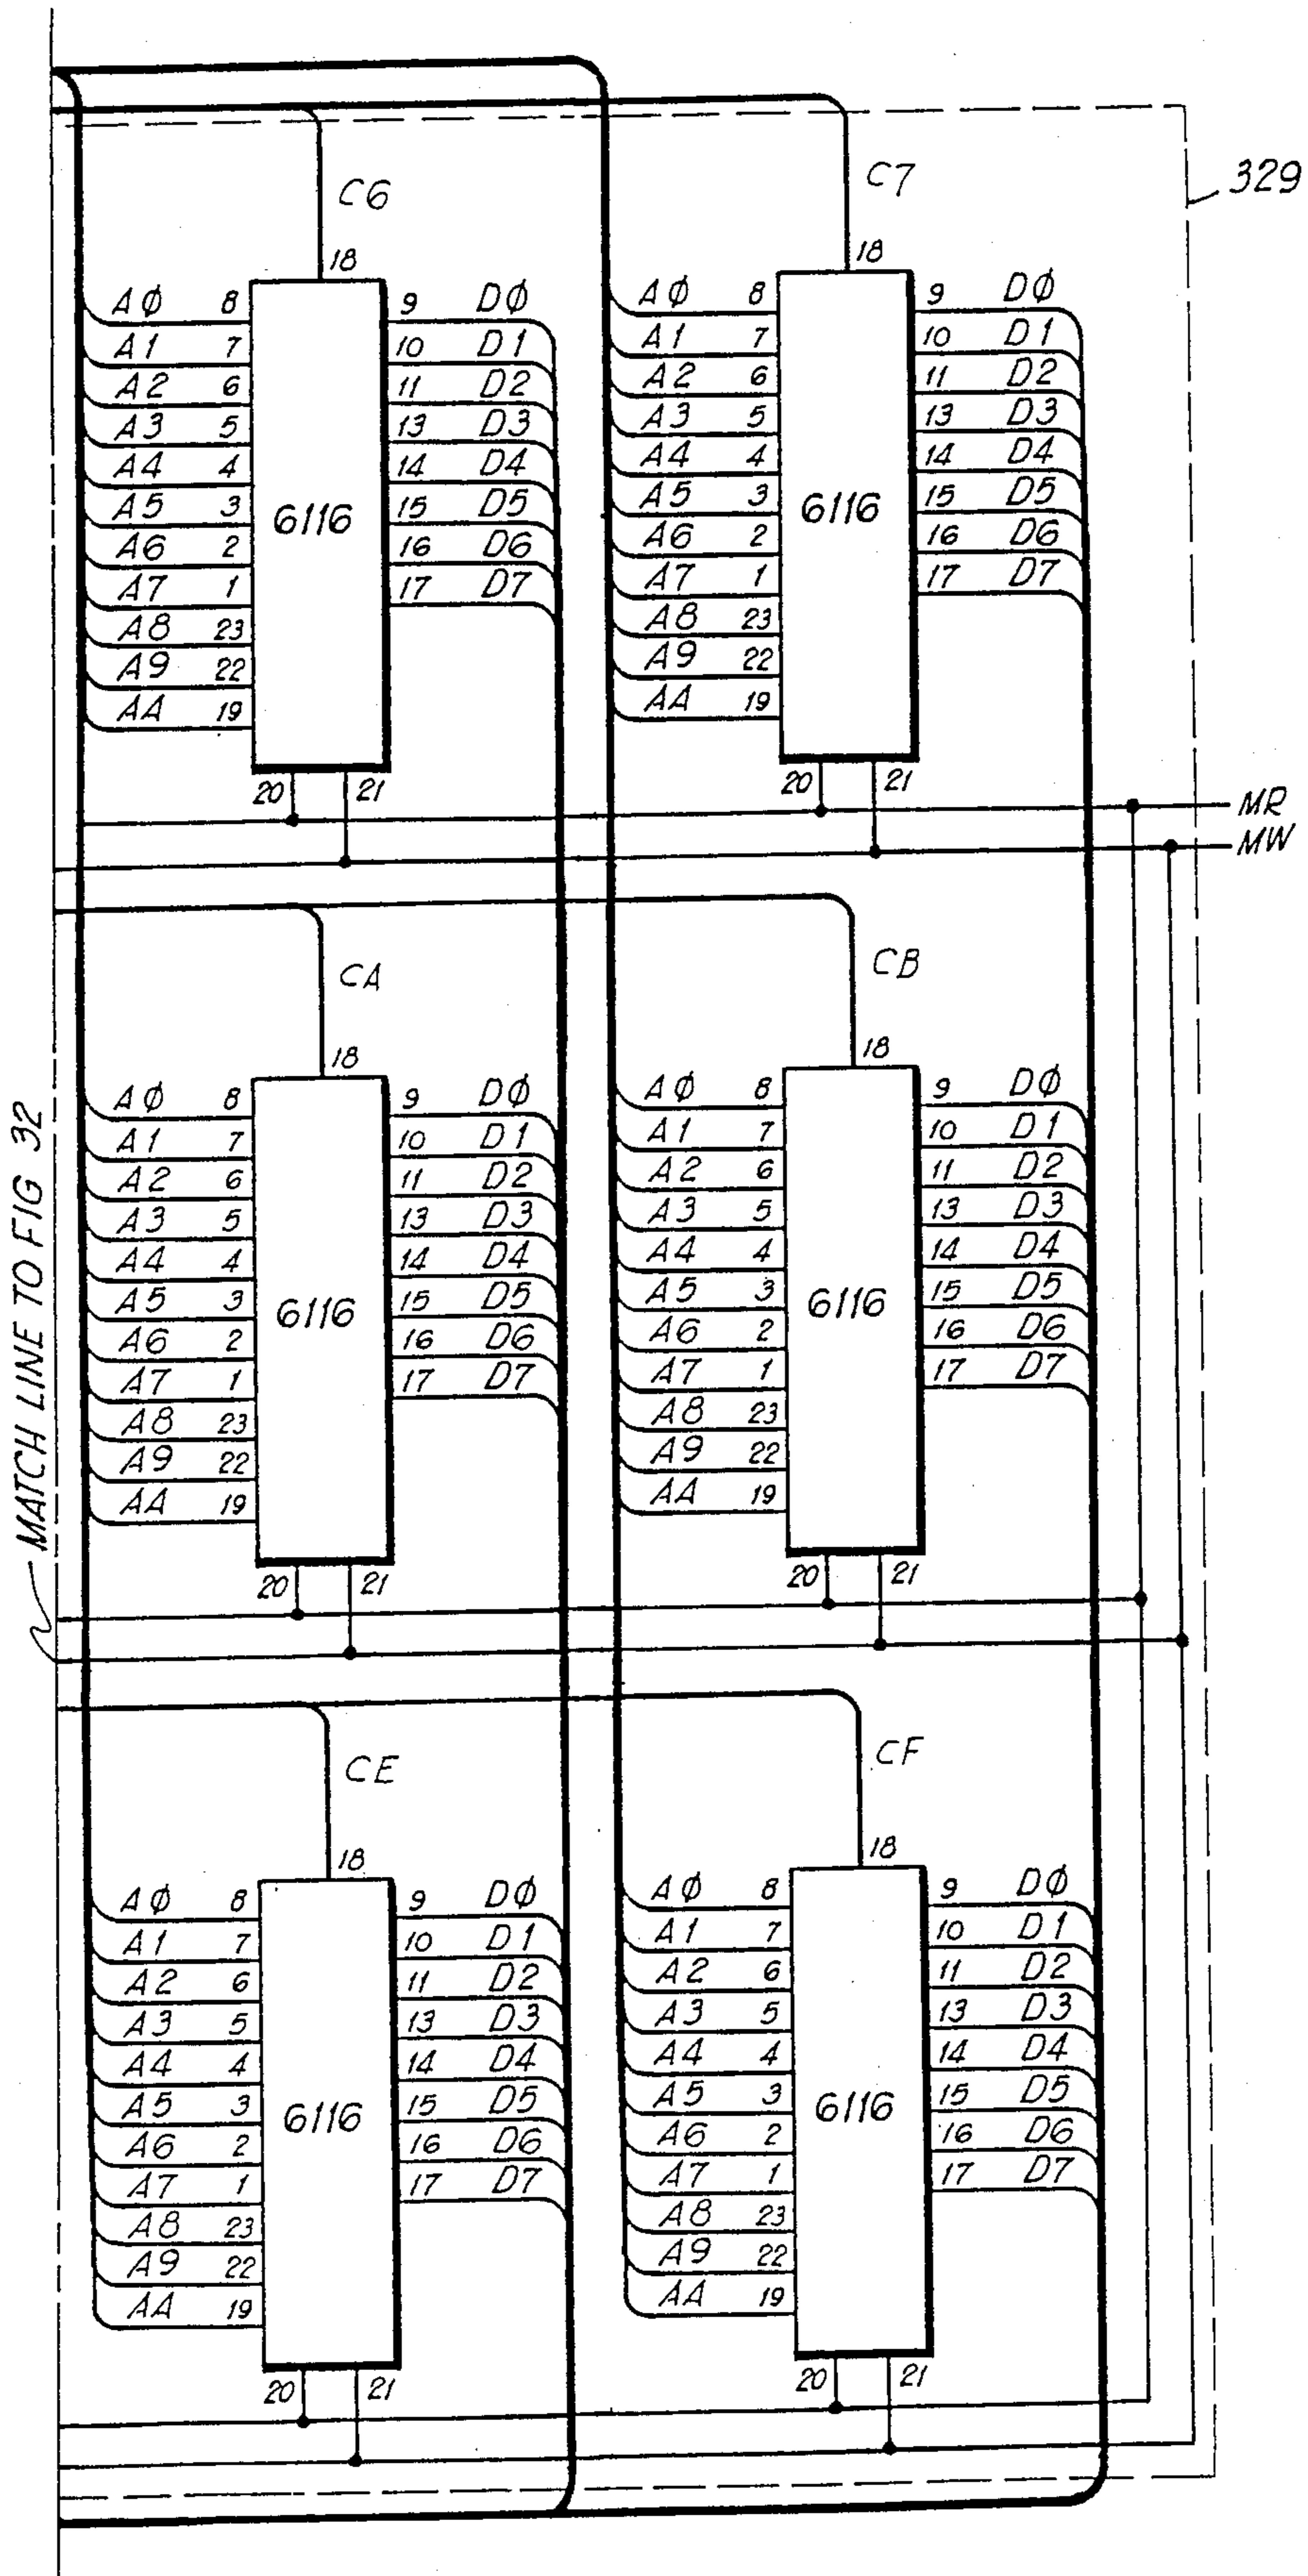 C6
C7
329
18
18
AØ 8 9 DØ
A1 7 10 D1
A2 6 11 D2
A3 5 13 D3
A4 4 14 D4
A5 3 15 D5
A6 2 16 D6
A7 1 17 D7
A8 23
A9 22
AA 19
6116
20 21
AØ 8 9 DØ
A1 7 10 D1
A2 6 11 D2
A3 5 13 D3
A4 4 14 D4
A5 3 15 D5
A6 2 16 D6
A7 1 17 D7
A8 23
A9 22
AA 19
6116
20 21
MR
MW
CA
CB
18
18
AØ 8 9 DØ
A1 7 10 D1
A2 6 11 D2
A3 5 13 D3
A4 4 14 D4
A5 3 15 D5
A6 2 16 D6
A7 1 17 D7
A8 23
A9 22
AA 19
6116
20 21
AØ 8 9 DØ
A1 7 10 D1
A2 6 11 D2
A3 5 13 D3
A4 4 14 D4
A5 3 15 D5
A6 2 16 D6
A7 1 17 D7
A8 23
A9 22
AA 19
6116
20 21
MATCH LINE TO FIG 32
CE
CF
18
18
AØ 8 9 DØ
A1 7 10 D1
A2 6 11 D2
A3 5 13 D3
A4 4 14 D4
A5 3 15 D5
A6 2 16 D6
A7 1 17 D7
A8 23
A9 22
AA 19
6116
20 21
AØ 8 9 DØ
A1 7 10 D1
A2 6 11 D2
A3 5 13 D3
A4 4 14 D4
A5 3 15 D5
A6 2 16 D6
A7 1 17 D7
A8 23
A9 22
AA 19
6116
20 21